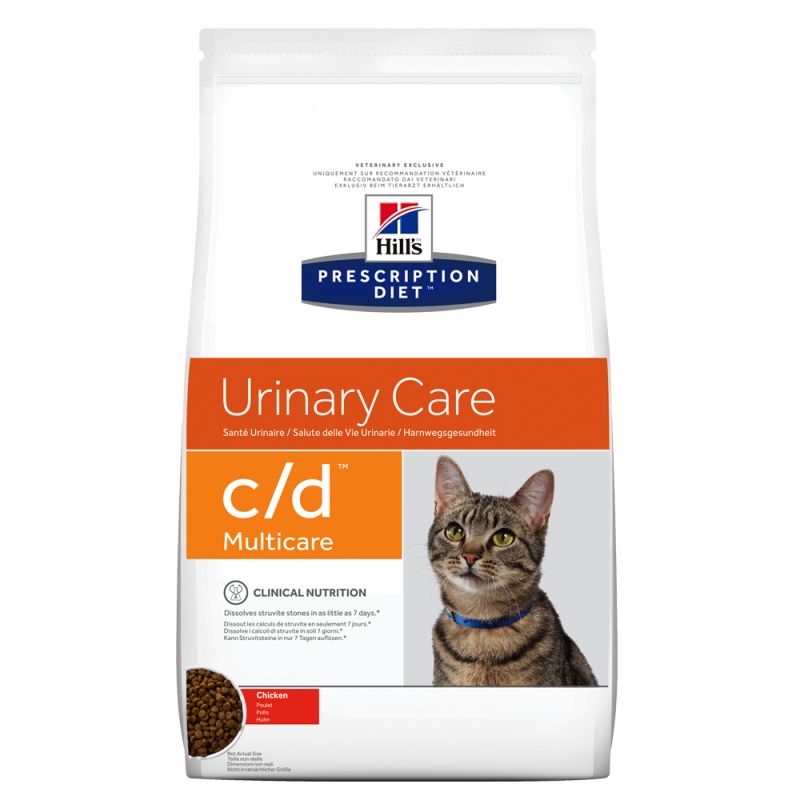 VETERINARY EXCLUSIVE
UNIQUEMENT SUR RECOMMANDATION VÉTÉRINAIRE
RACCOMANDATO DAI VETERINARI
EXKLUSIV BEIM TIERARZT ERHÄLTLICH
Hill's
PRESCRIPTION
DIET™
Urinary Care
Santé Urinaire / Salute delle Vie Urinarie / Harnwegsgesundheit
c/d™
Multicare
CLINICAL NUTRITION
Dissolves struvite stones in as little as 7 days.*
Dissout les calculs de struvite en seulement 7 jours.*
Dissolve i calcoli di struvite in soli 7 giorni.*
Kann Struvitsteine in nur 7 Tagen auflösen.*
Chicken
Poulet
Pollo
Huhn
Not Actual Size
Taille non réelle
Dimensioni non reali
Nicht in tatsächlicher Größe